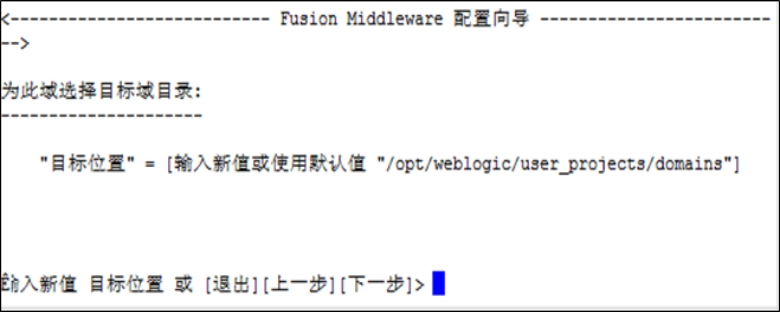 <--------------------------- Fusion Middleware 配置向导 ------------------------
-->
为此域选择目标域目录:
---------------------
"目标位置" = [输入新值或使用默认值 "/opt/weblogic/user_projects/domains"]
输入新值 目标位置 或 [退出][上一步][下一步]>